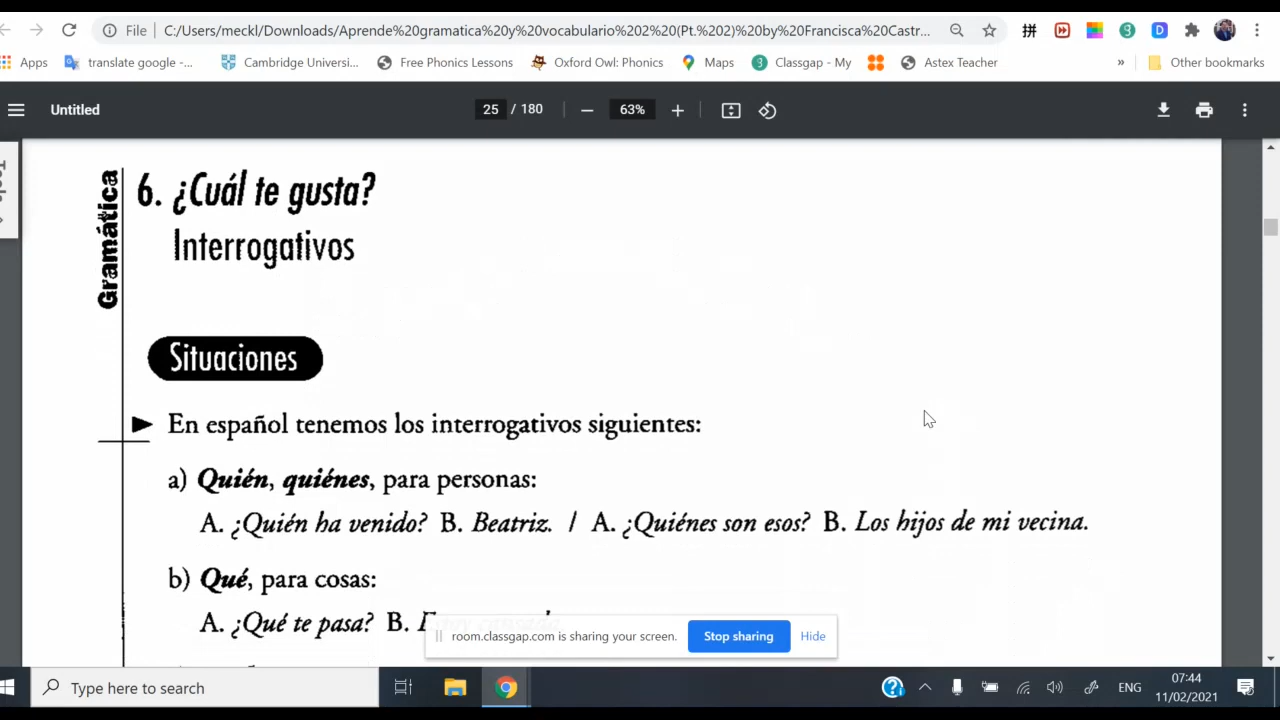 File | C:/Users/meckl/Downloads/Aprende%20gramatica%20y%20vocabulario%202%20(Pt.%202)%20by%20Francisca%20Castr...
Apps translate google -... Cambridge Universi... Free Phonics Lessons Oxford Owl: Phonics Maps Classgap - My Astex Teacher » Other bookmarks
Untitled 25 / 180 63%
Gramática
6. ¿Cuál te gusta?
Interrogativos
Situaciones
En español tenemos los interrogativos siguientes:
a) Quién, quiénes, para personas:
A. ¿Quién ha venido? B. Beatriz. / A. ¿Quiénes son esos? B. Los hijos de mi vecina.
b) Qué, para cosas:
A. ¿Qué te pasa? B.
room.classgap.com is sharing your screen. Stop sharing Hide
Type here to search
ENG
07:44
11/02/2021